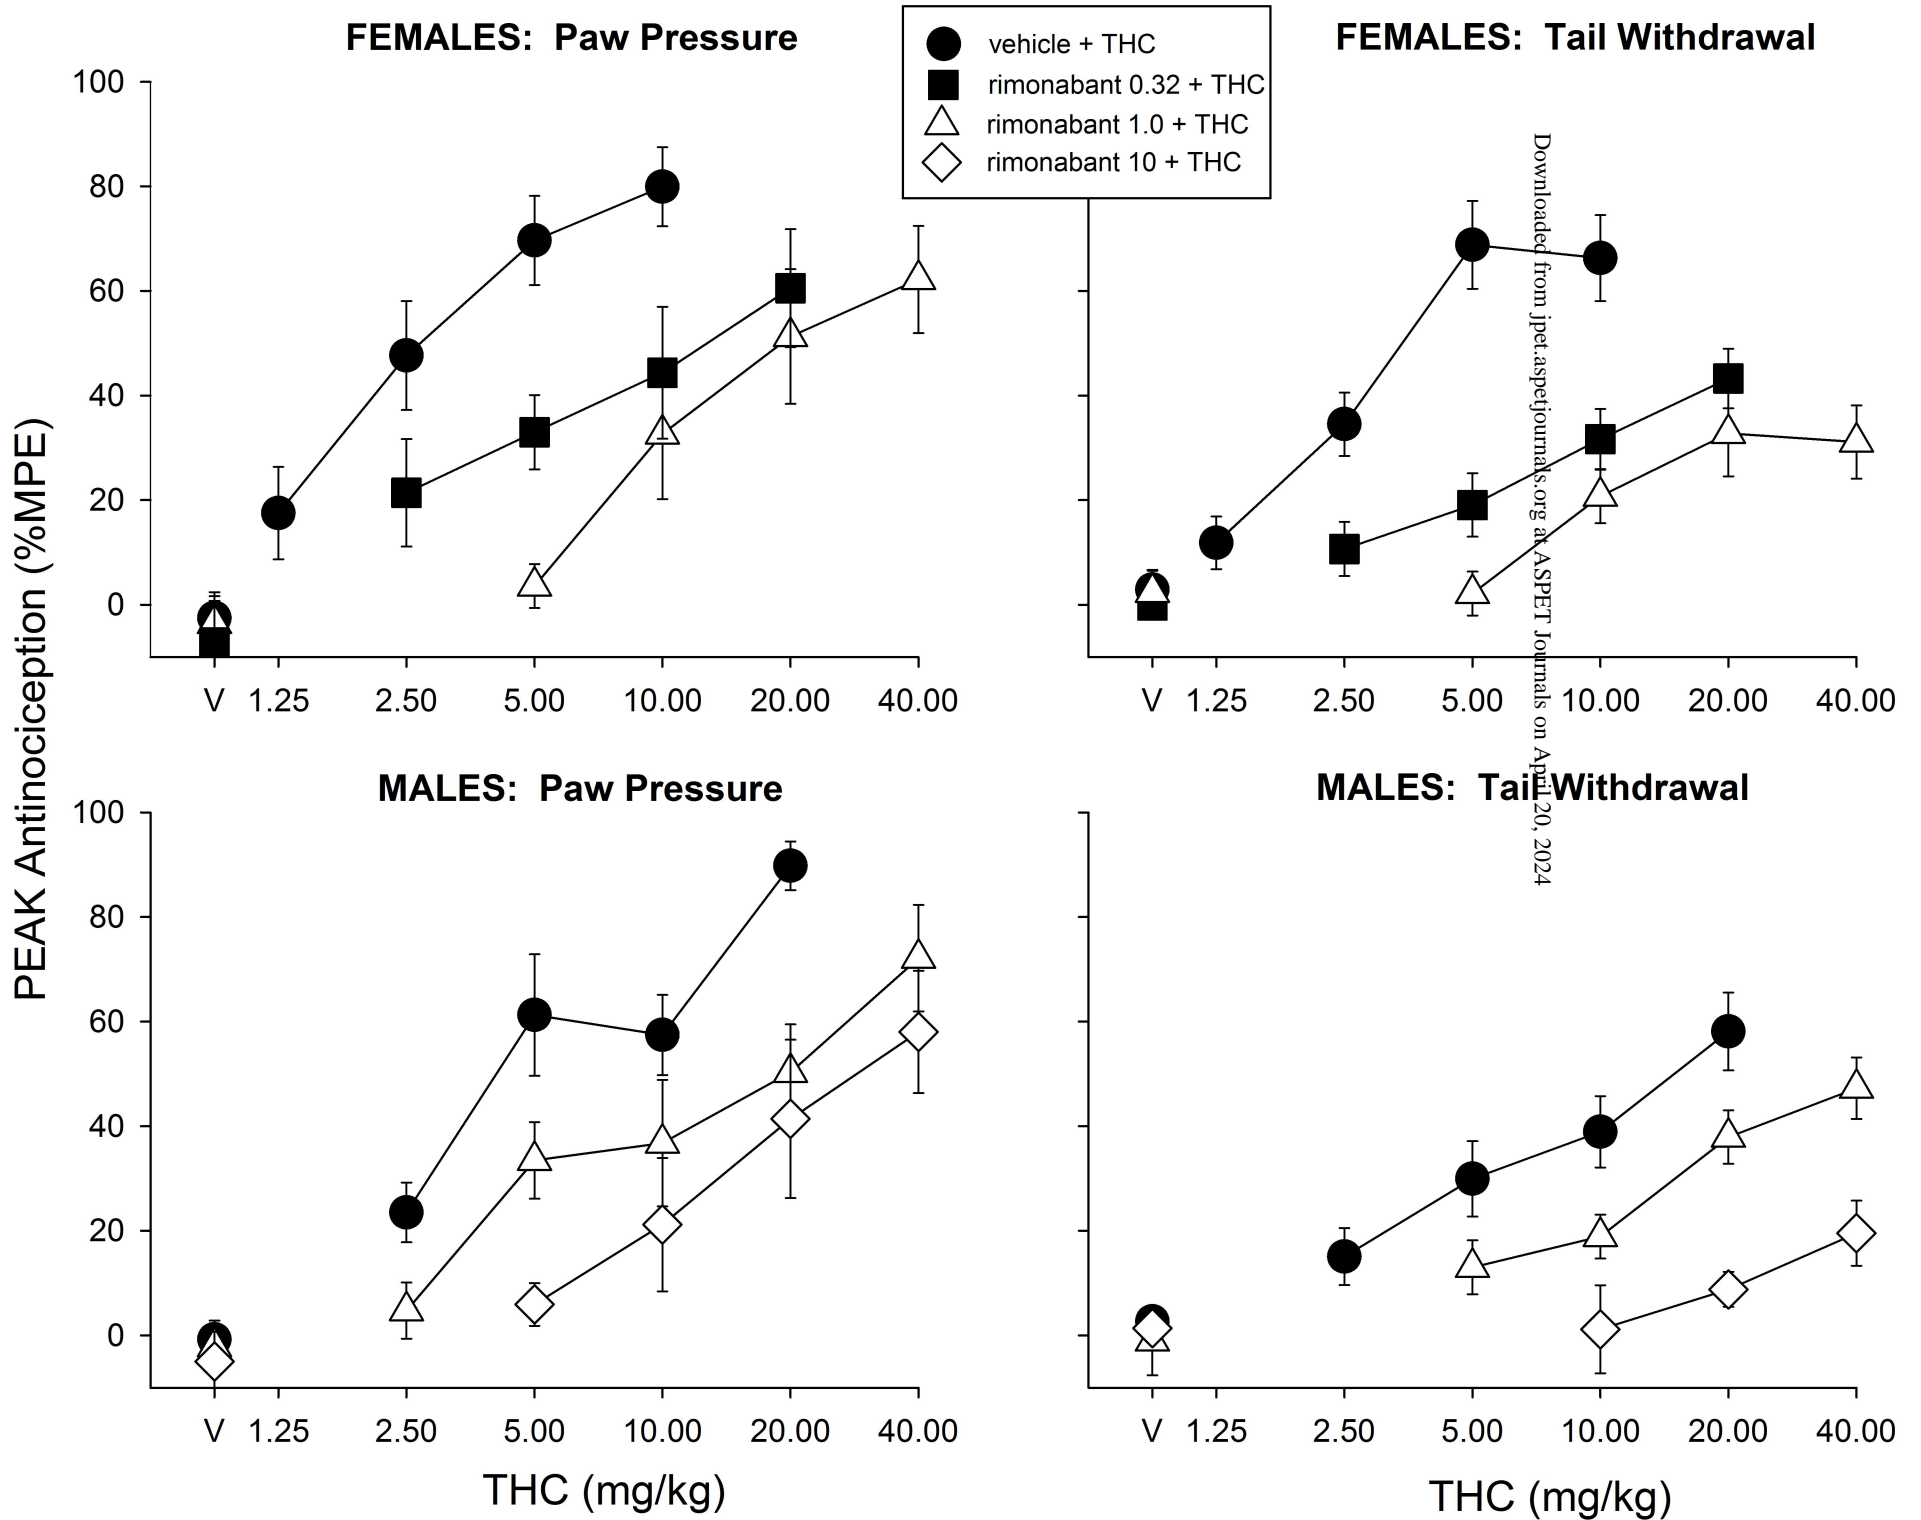 FEMALES: Paw Pressure
vehicle + THC
rimonabant 0.32 + THC
rimonabant 1.0 + THC
rimonabant 10 + THC
FEMALES: Tail Withdrawal
100
80
60
40
20
0
V 1.25 2.50 5.00 10.00 20.00 40.00
V 1.25 2.50 5.00 10.00 20.00 40.00
PEAK Antinociception (%MPE)
Downloaded from jpet.aspetjournals.org at ASPET Journals on April 20, 2024
MALES: Paw Pressure
MALES: Tail Withdrawal
100
80
60
40
20
0
V 1.25 2.50 5.00 10.00 20.00 40.00
V 1.25 2.50 5.00 10.00 20.00 40.00
THC (mg/kg)
THC (mg/kg)